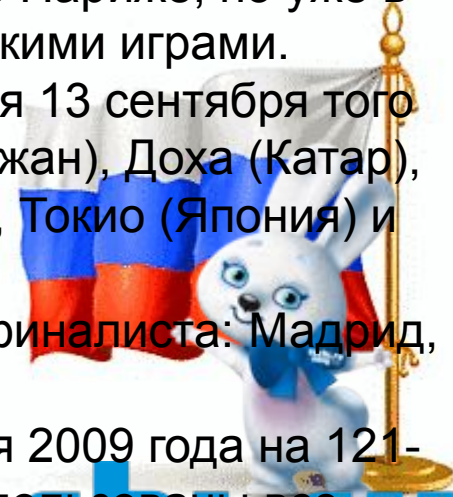 кими играми.
я 13 сентября того
жан), Доха (Катар),
, Токио (Япония) и
финалиста: Мадрид,
я 2009 года на 121-